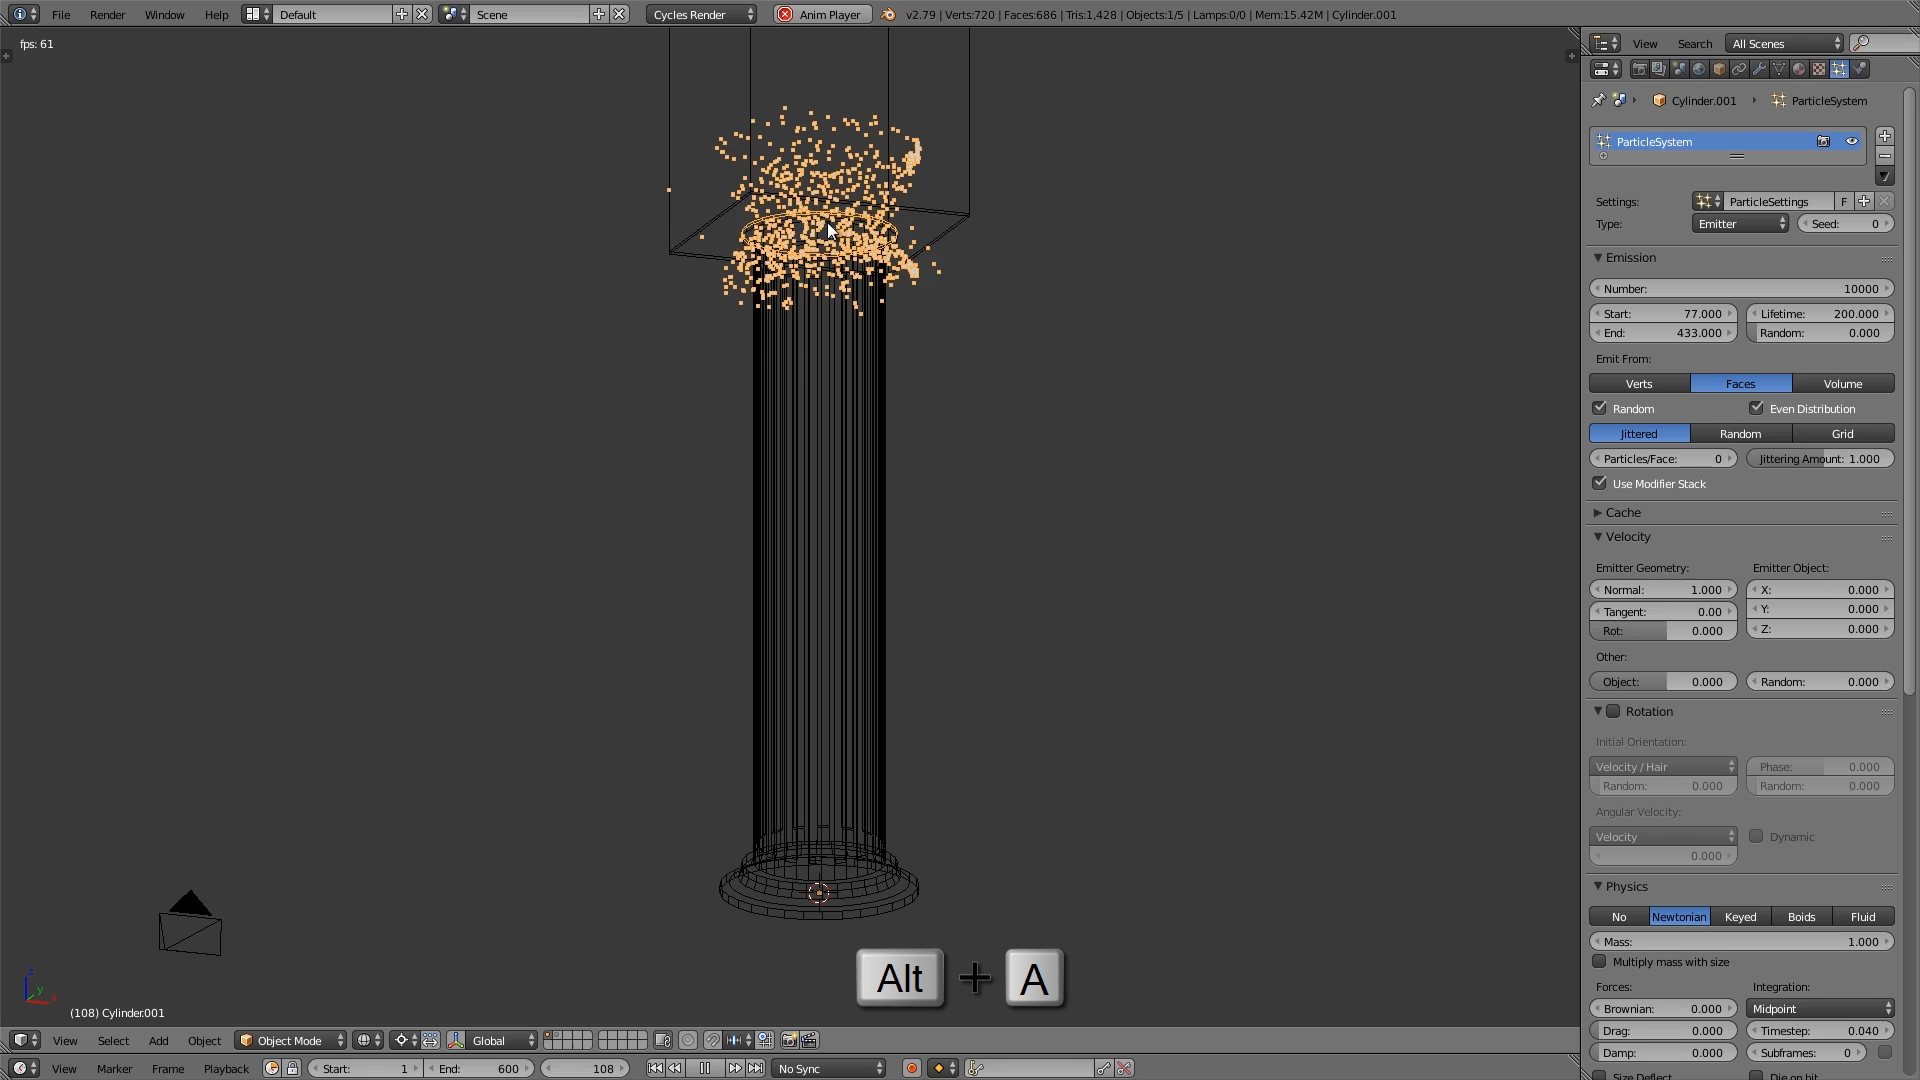 File Render Window Help Default Scene Cycles Render Anim Player v2.79 | Verts:720 | Faces:686 | Tris:1,428 | Objects:1/5 | Lamps:0/0 | Mem:15.42M | Cylinder.001
fps: 61
View Search All Scenes
Cylinder.001 ParticleSystem
ParticleSystem
Settings: ParticleSettings F
Type: Emitter Seed: 0
Emission
Number: 10000
Start: 77.000 Lifetime: 200.000
End: 433.000 Random: 0.000
Emit From:
Verts Faces Volume
Random Even Distribution
Jittered Random Grid
Particles/Face: 0 Jittering Amount: 1.000
Use Modifier Stack
Cache
Velocity
Emitter Geometry: Emitter Object:
Normal: 1.000 X: 0.000
Tangent: 0.00 Y: 0.000
Rot: 0.000 Z: 0.000
Other:
Object: 0.000 Random: 0.000
Rotation
Initial Orientation:
Velocity / Hair Phase: 0.000
Random: 0.000 Random: 0.000
Angular Velocity:
Velocity Dynamic
0.000
Physics
No Newtonian Keyed Boids Fluid
Mass: 1.000
Multiply mass with size
Forces: Integration:
Brownian: 0.000 Midpoint
Drag: 0.000 Timestep: 0.040
Damp: 0.000 Subframes: 0
Size Deflect Die on hit
Alt + A
z
y
(108) Cylinder.001
View Select Add Object Object Mode Global
View Marker Frame Playback Start: 1 End: 600 108 No Sync